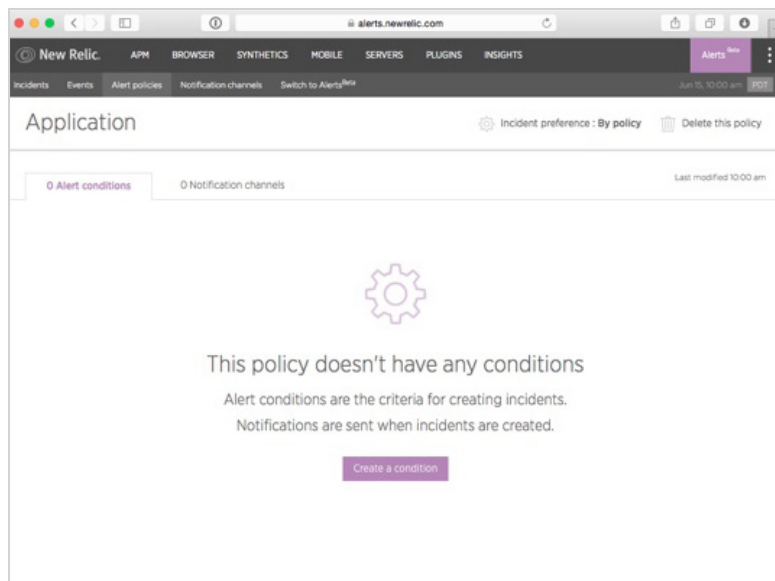 alerts.newrelic.com
New Relic. APM BROWSER SYNTHETICS MOBILE SERVERS PLUGINS INSIGHTS Alerts Beta
Incidents Events Alert policies Notification channels Switch to Alerts Beta Jun 15, 10:00 am PDT
Application Incident preference : By policy Delete this policy
0 Alert conditions 0 Notification channels Last modified 10:00 am
This policy doesn't have any conditions
Alert conditions are the criteria for creating incidents.
Notifications are sent when incidents are created.
Create a condition